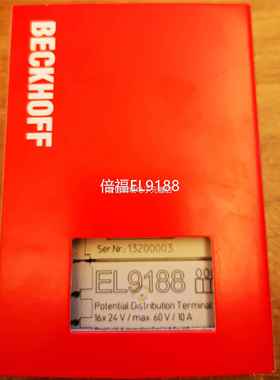 BECKHOFF
倍福EL9188
Ser.Nr.: 13200003
EL9188
Potential Distribution Terminal
16x 24 V / max. 60 V / 10 A